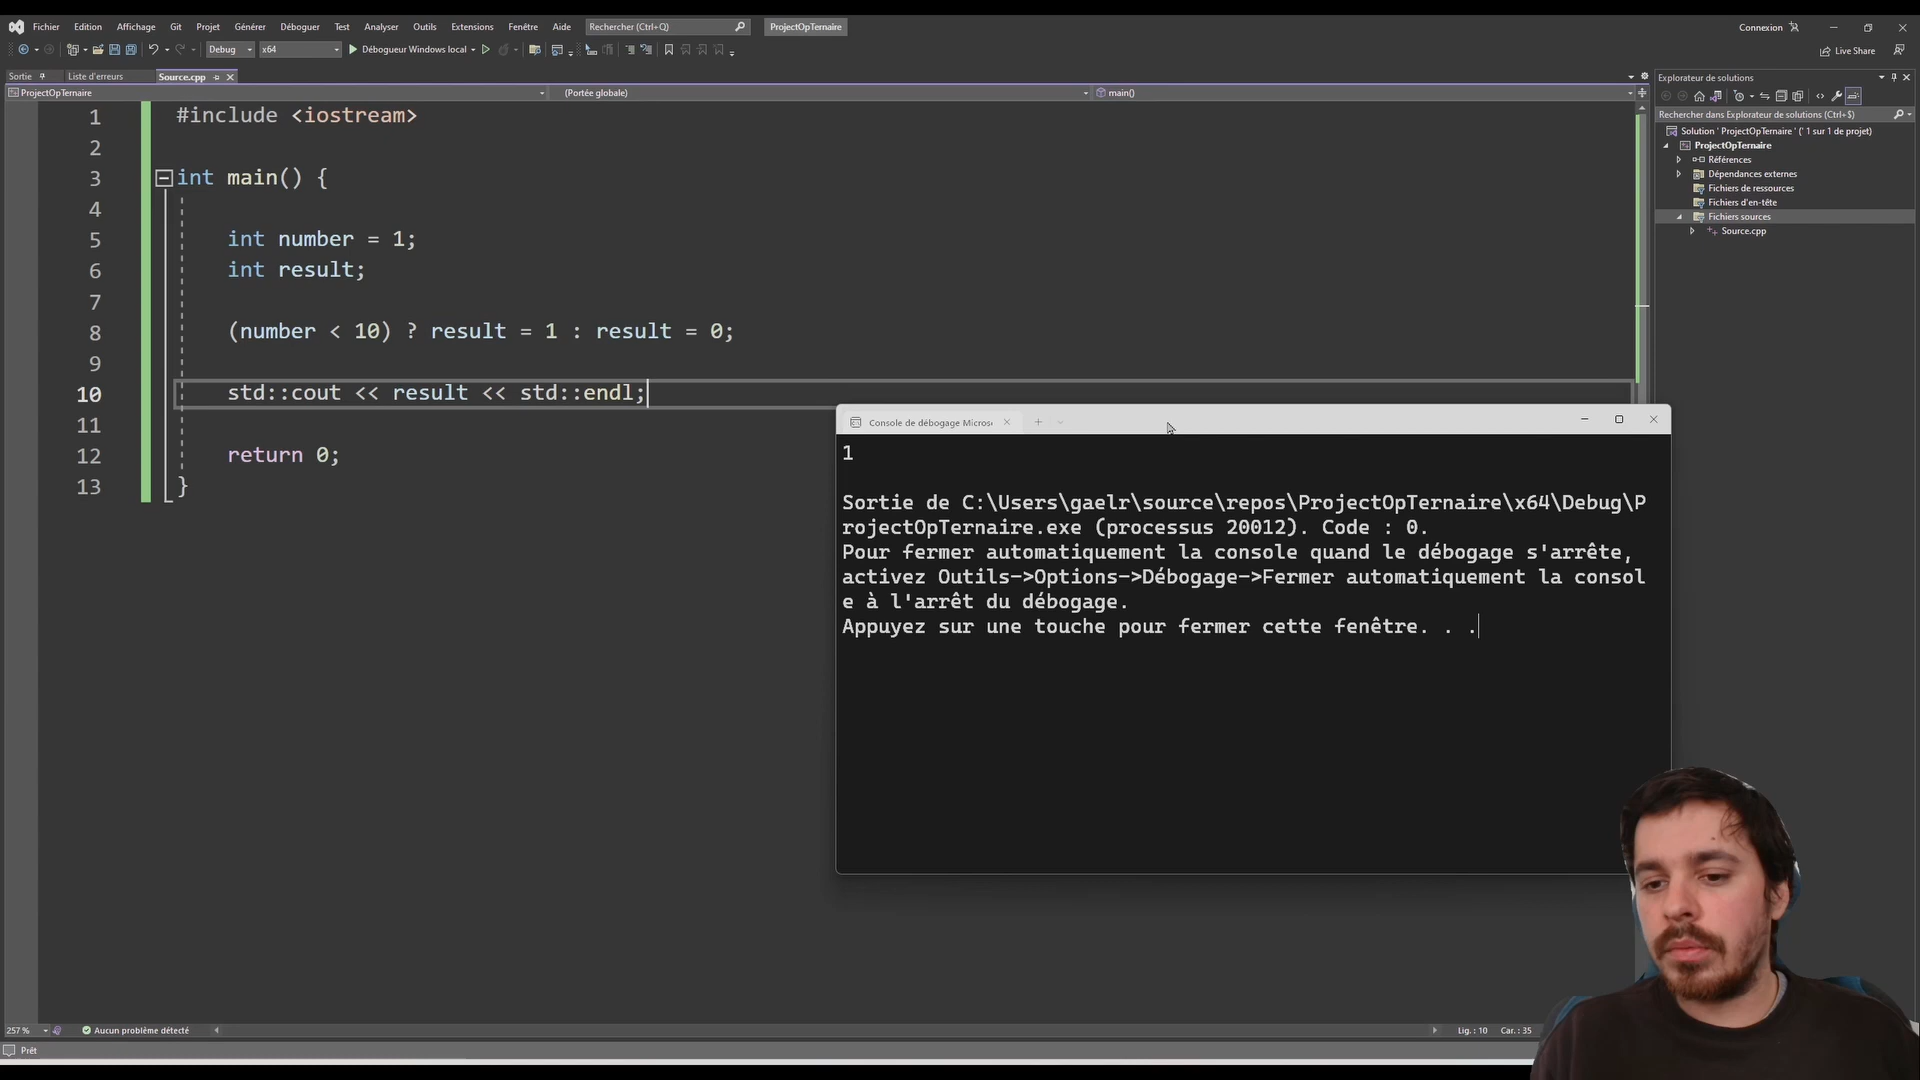 Fichier Edition Affichage Git Projet Générer Déboguer Test Analyser Outils Extensions Fenêtre Aide Rechercher (Ctrl+Q) ProjectOpTernaire Connexion
Debug x64 Débogueur Windows local Live Share
Sortie Liste d'erreurs Source.cpp
ProjectOpTernaire (Portée globale) main()
1 #include <iostream>
2
3 int main() {
4
5 int number = 1;
6 int result;
7
8 (number < 10) ? result = 1 : result = 0;
9
10 std::cout << result << std::endl;
11
12 return 0;
13 }
Explorateur de solutions
Rechercher dans Explorateur de solutions (Ctrl+$)
Solution ' ProjectOpTernaire ' (' 1 sur 1 de projet)
ProjectOpTernaire
Références
Dépendances externes
Fichiers de ressources
Fichiers d'en-tête
Fichiers sources
Source.cpp
Console de débogage Micros
1
Sortie de C:\Users\gaelr\source\repos\ProjectOpTernaire\x64\Debug\P
rojectOpTernaire.exe (processus 20012). Code : 0.
Pour fermer automatiquement la console quand le débogage s'arrête,
activez Outils->Options->Débogage->Fermer automatiquement la consol
e à l'arrêt du débogage.
Appuyez sur une touche pour fermer cette fenêtre. . .
257 % Aucun problème détecté Lig. : 10 Car. : 35
Prêt